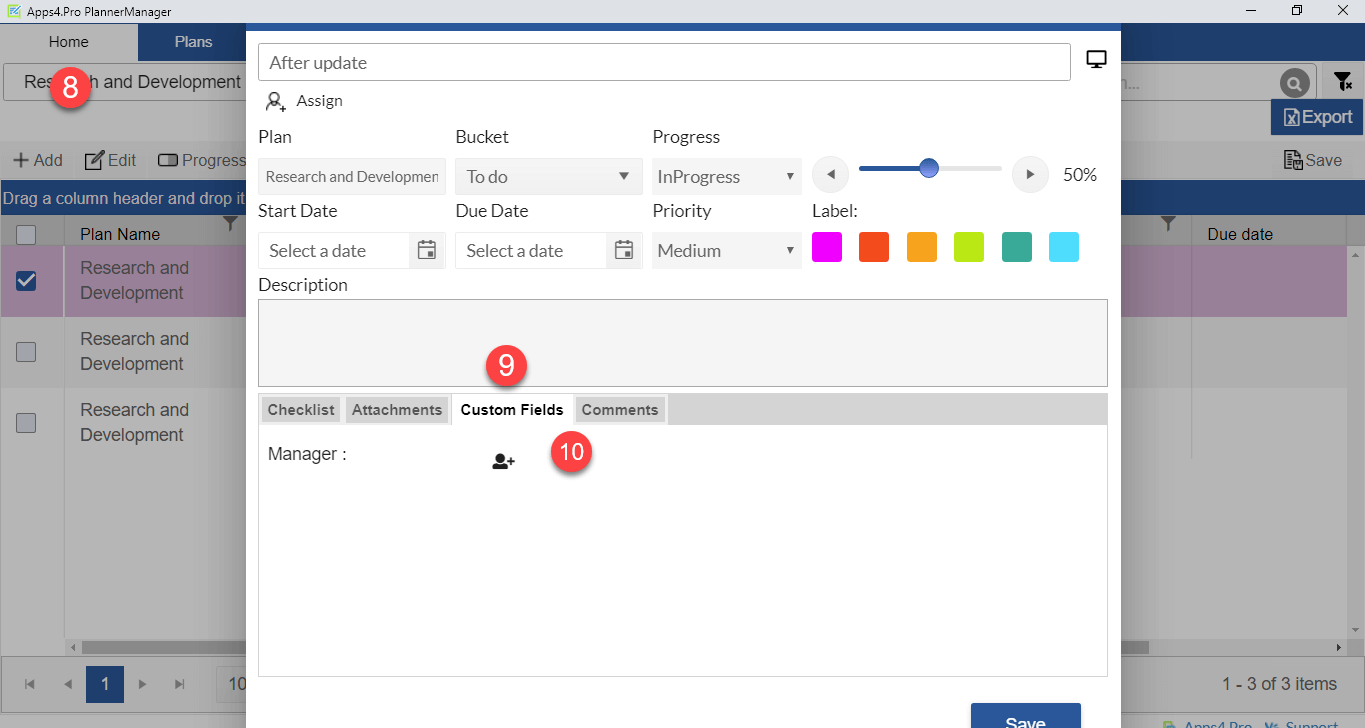 Apps4.Pro PlannerManager
Home
Plans
Research and Development
8
Export
Add
Edit
Progress
Save
Drag a column header and drop it
Plan Name
Due date
Research and
Development
Research and
Development
Research and
Development
After update
Assign
Plan
Bucket
Progress
Research and Developmen
To do
InProgress
50%
Start Date
Due Date
Priority
Label:
Select a date
Select a date
Medium
Description
9
Checklist
Attachments
Custom Fields
Comments
Manager :
10
Save
1
10
1 - 3 of 3 items
Apps4.Pro
Support